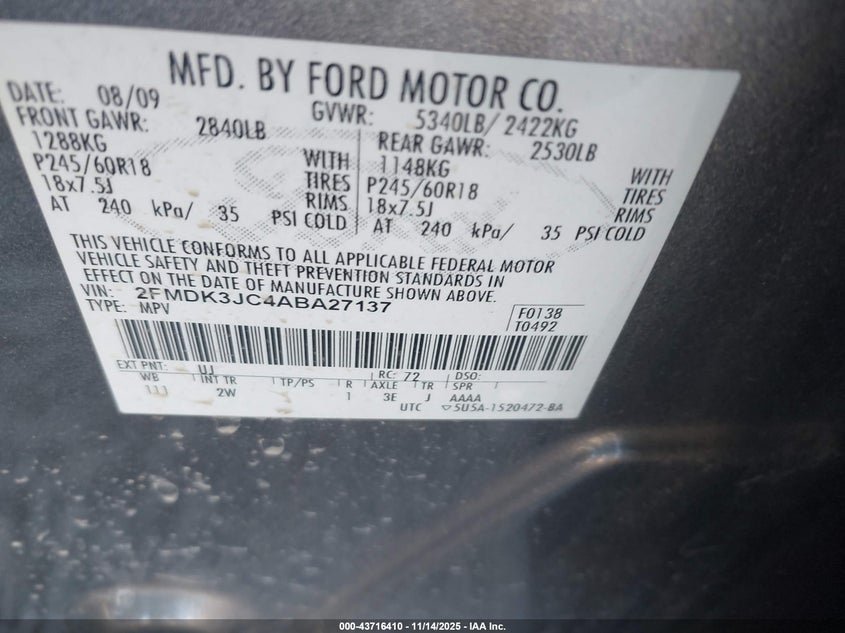 MFD. BY FORD MOTOR CO.
DATE: 08/09 GVWR: 5340LB/ 2422KG
FRONT GAWR: 2840LB REAR GAWR: 2530LB
1288KG WITH 1148KG WITH
P245/60R18 TIRES P245/60R18 TIRES
18x7.5J RIMS 18x7.5J RIMS
AT 240 kPa/ 35 PSI COLD AT 240 kPa/ 35 PSI COLD
THIS VEHICLE CONFORMS TO ALL APPLICABLE FEDERAL MOTOR
VEHICLE SAFETY AND THEFT PREVENTION STANDARDS IN
EFFECT ON THE DATE OF MANUFACTURE SHOWN ABOVE.
VIN: 2FMDK3JC4ABA27137 F0138
TYPE: MPV T0492
EXT PNT: UJ RC: 72 DSO:
WB INT TR TP/PS R AXLE TR SPR
111 2W 1 3E J AAAA
UTC ▽5U5A-1520472-BA
000-43716410 - 11/14/2025 - IAA Inc.